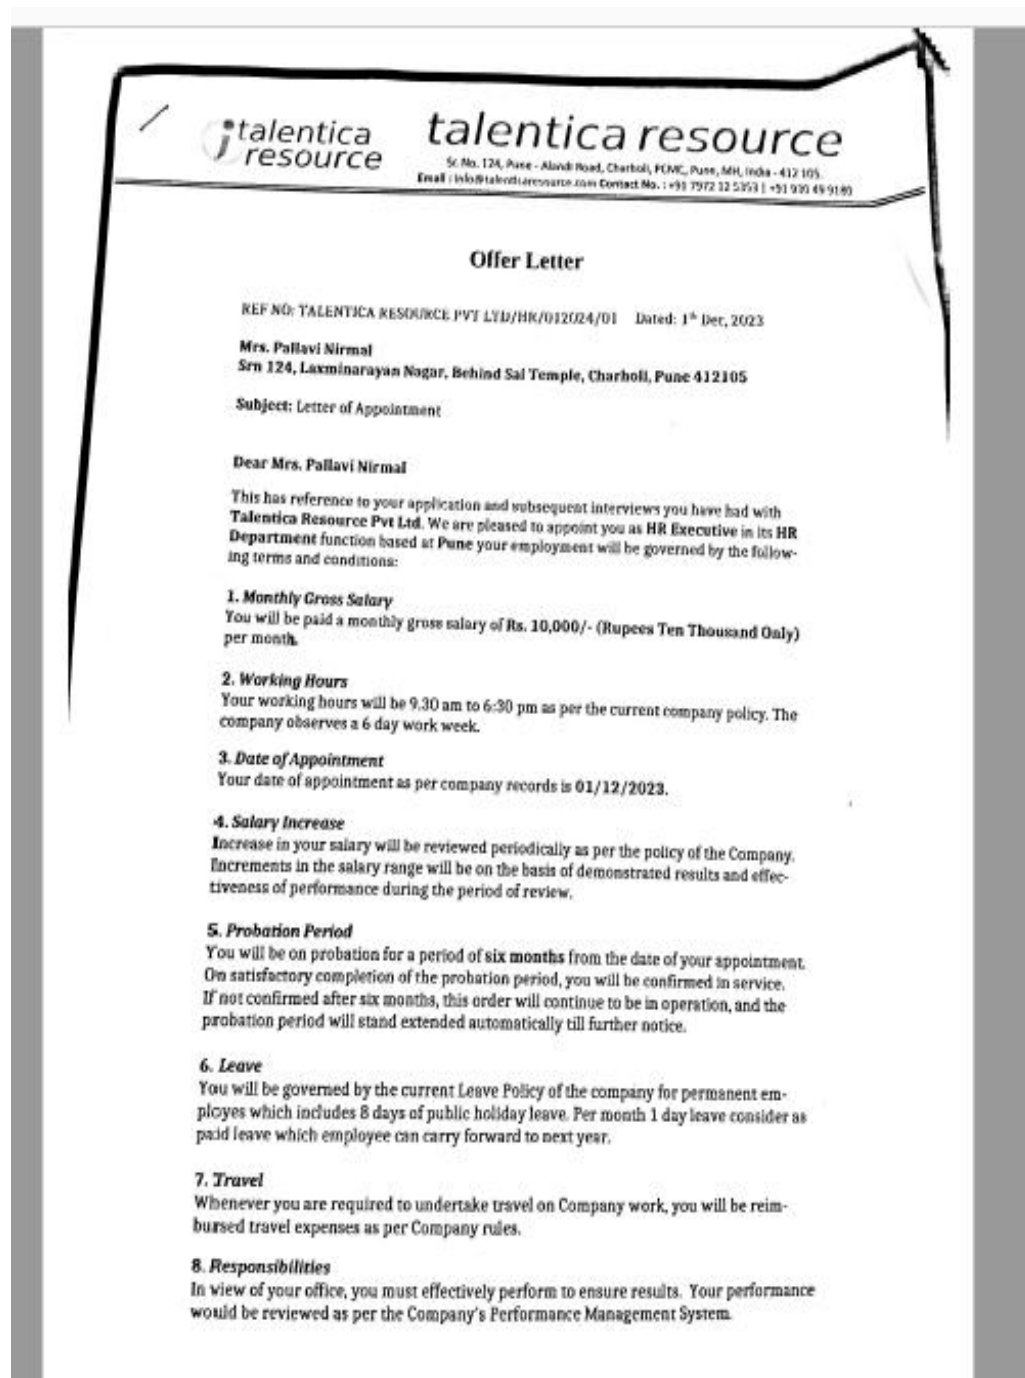 talentica
resource
talentica resource
Sr. No. 124, Pune - Alandi Road, Charholi, PCMC, Pune, MH, India - 412 105.
Email : info@talenticaresource.com Contact No. : +91 7972 12 5353 |
Offer Letter
REF NO: TALENTICA RESOURCE PVT LTD/HR/012024/01 Dated: 1st Dec, 2023
Mrs. Pallavi Nirmal
Srn 124, Laxminarayan Nagar, Behind Sai Temple, Charholi, Pune 412105
Subject: Letter of Appointment
Dear Mrs. Pallavi Nirmal
This has reference to your application and subsequent interviews you have had with
Talentica Resource Pvt Ltd. We are pleased to appoint you as HR Executive in its HR
Department function based at Pune your employment will be governed by the follow-
ing terms and conditions:
1. Monthly Gross Salary
You will be paid a monthly gross salary of Rs. 10,000/- (Rupees Ten Thousand Only)
per month.
2. Working Hours
Your working hours will be 9.30 am to 6:30 pm as per the current company policy. The
company observes a 6 day work week.
3. Date of Appointment
Your date of appointment as per company records is 01/12/2023.
4. Salary Increase
Increase in your salary will be reviewed periodically as per the policy of the Company.
Increments in the salary range will be on the basis of demonstrated results and effec-
tiveness of performance during the period of review.
5. Probation Period
You will be on probation for a period of six months from the date of your appointment.
On satisfactory completion of the probation period, you will be confirmed in service.
If not confirmed after six months, this order will continue to be in operation, and the
probation period will stand extended automatically till further notice.
6. Leave
You will be governed by the current Leave Policy of the company for permanent em-
ployes which includes 8 days of public holiday leave. Per month 1 day leave consider as
paid leave which employee can carry forward to next year.
7. Travel
Whenever you are required to undertake travel on Company work, you will be reim-
bursed travel expenses as per Company rules.
8. Responsibilities
In view of your office, you must effectively perform to ensure results. Your performance
would be reviewed as per the Company's Performance Management System.